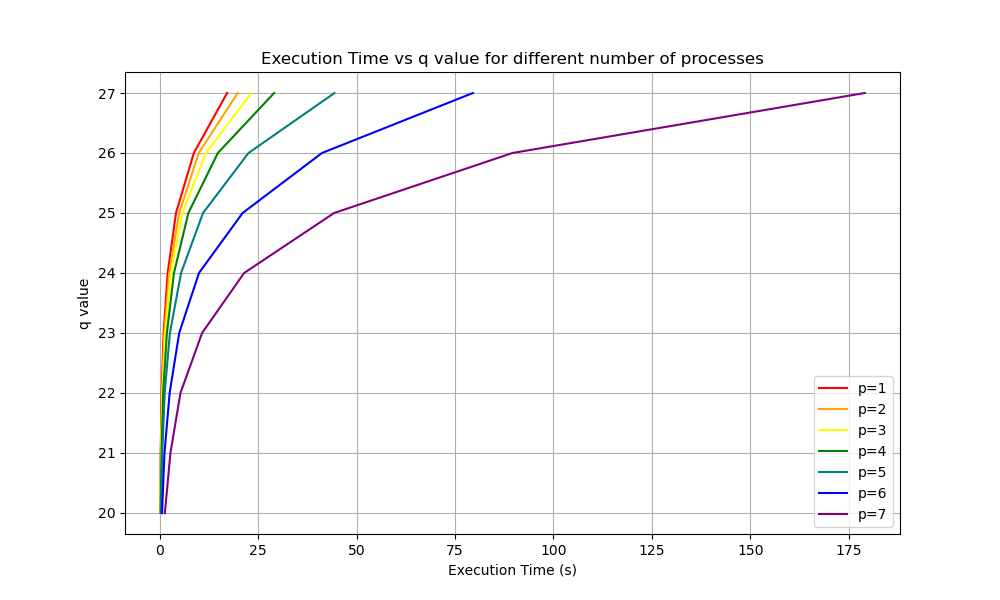 Execution Time vs q value for different number of processes
q value
27
26
25
24
23
22
21
20
0 25 50 75 100 125 150 175
Execution Time (s)
p=1
p=2
p=3
p=4
p=5
p=6
p=7